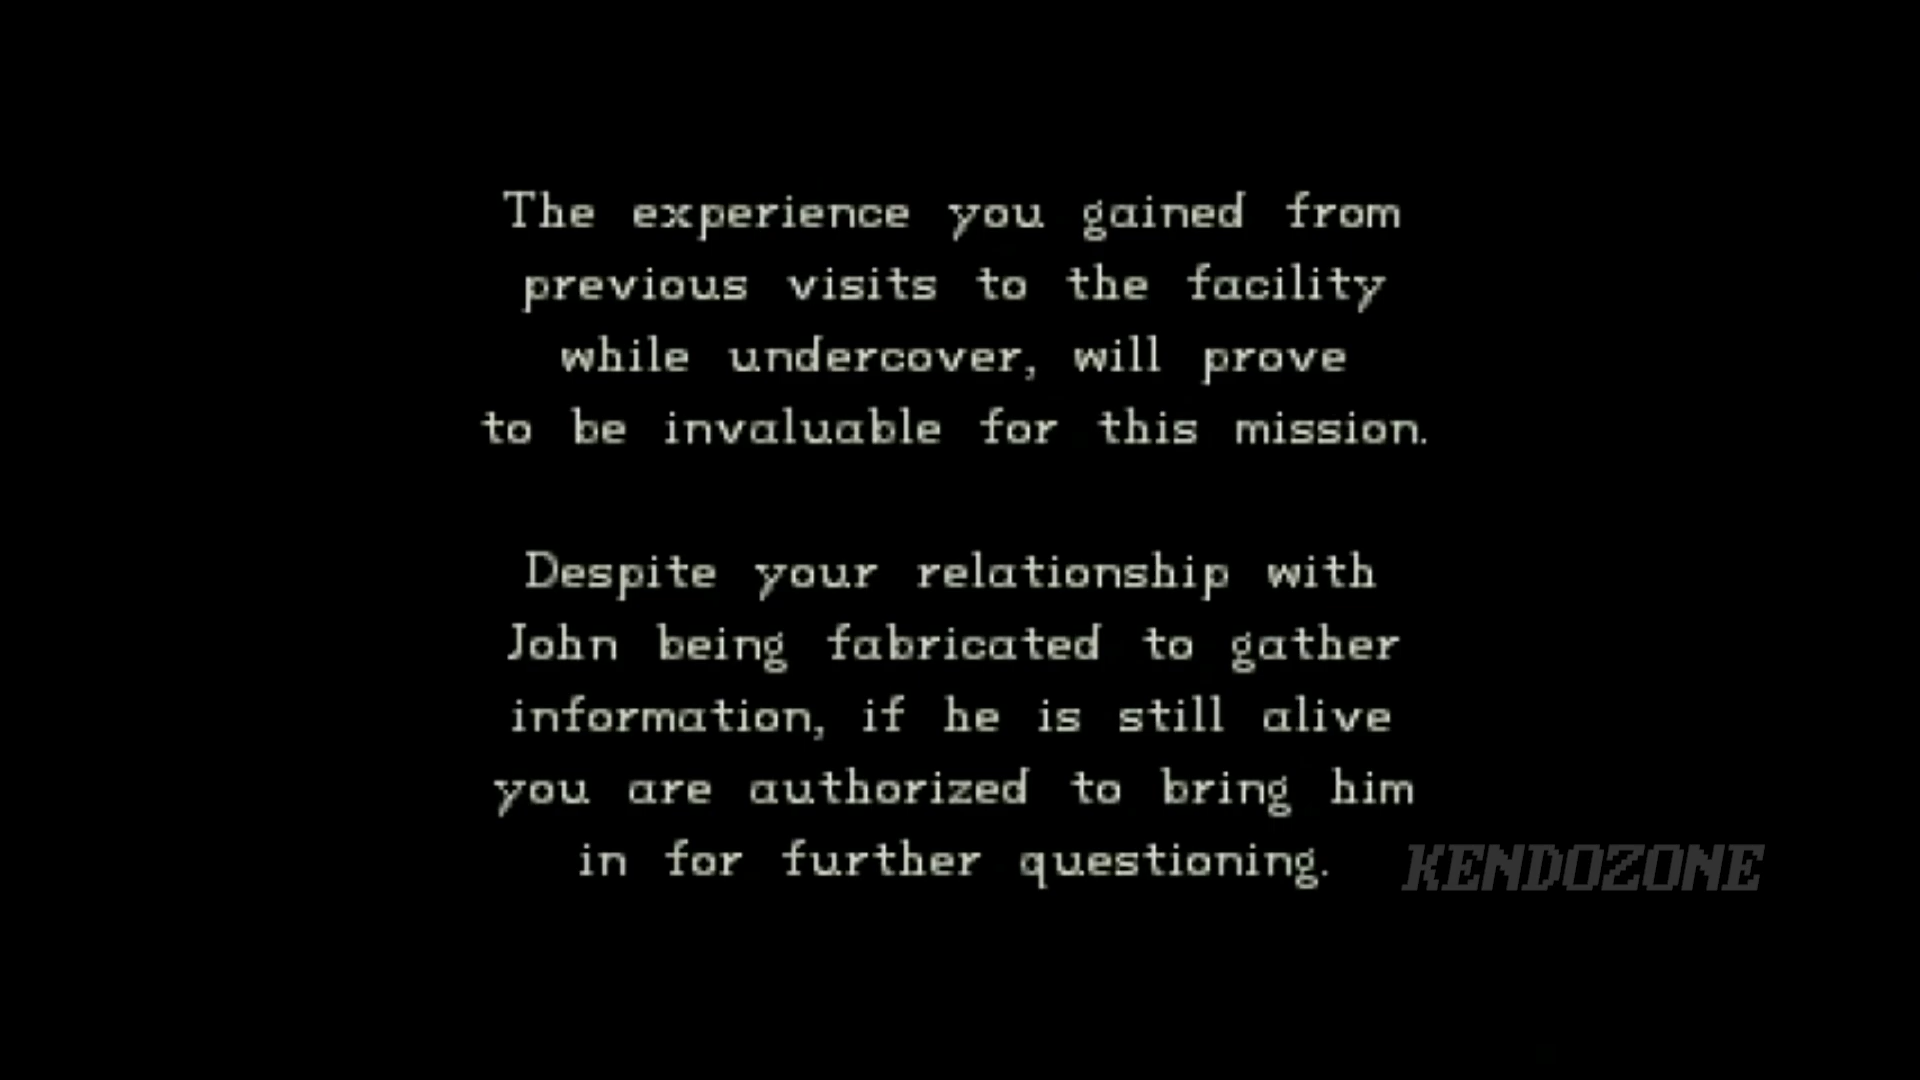 The experience you gained from
previous visits to the facility
while undercover, will prove
to be invaluable for this mission.
Despite your relationship with
John being fabricated to gather
information, if he is still alive
you are authorized to bring him
in for further questioning.
KENDOZONE